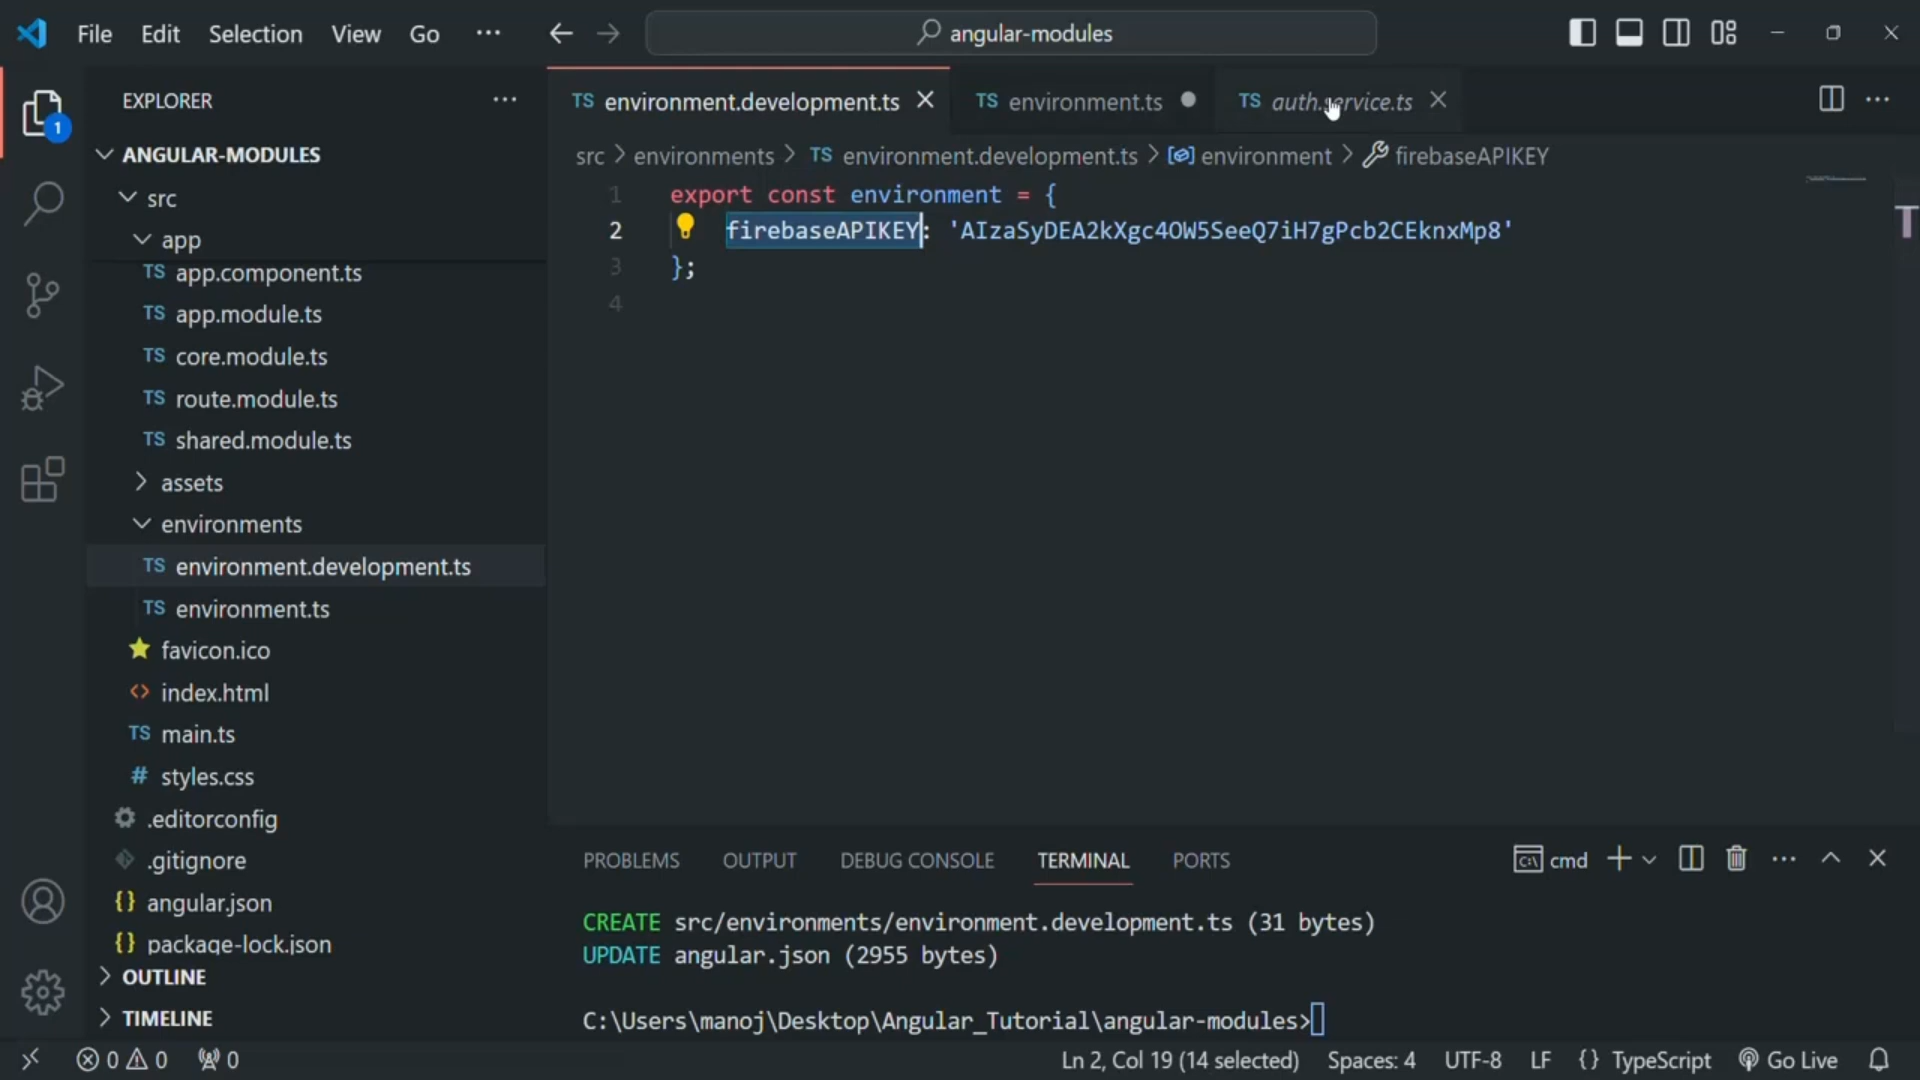 File Edit Selection View Go ··· angular-modules
EXPLORER ···
1
ANGULAR-MODULES
src
app
TS app.component.ts
TS app.module.ts
TS core.module.ts
TS route.module.ts
TS shared.module.ts
assets
environments
TS environment.development.ts
TS environment.ts
favicon.ico
<> index.html
TS main.ts
# styles.css
.editorconfig
.gitignore
{} angular.json
{} package-lock.json
OUTLINE
TIMELINE
TS environment.development.ts TS environment.ts TS auth.service.ts
src > environments > TS environment.development.ts > environment > firebaseAPIKEY
1 export const environment = {
2 firebaseAPIKEY: 'AIzaSyDEA2kXgc4OW5SeeQ7iH7gPcb2CEknxMp8'
3 };
4
PROBLEMS OUTPUT DEBUG CONSOLE TERMINAL PORTS cmd
CREATE src/environments/environment.development.ts (31 bytes)
UPDATE angular.json (2955 bytes)
C:\Users\manoj\Desktop\Angular_Tutorial\angular-modules>
0 0 0 Ln 2, Col 19 (14 selected) Spaces: 4 UTF-8 LF {} TypeScript Go Live